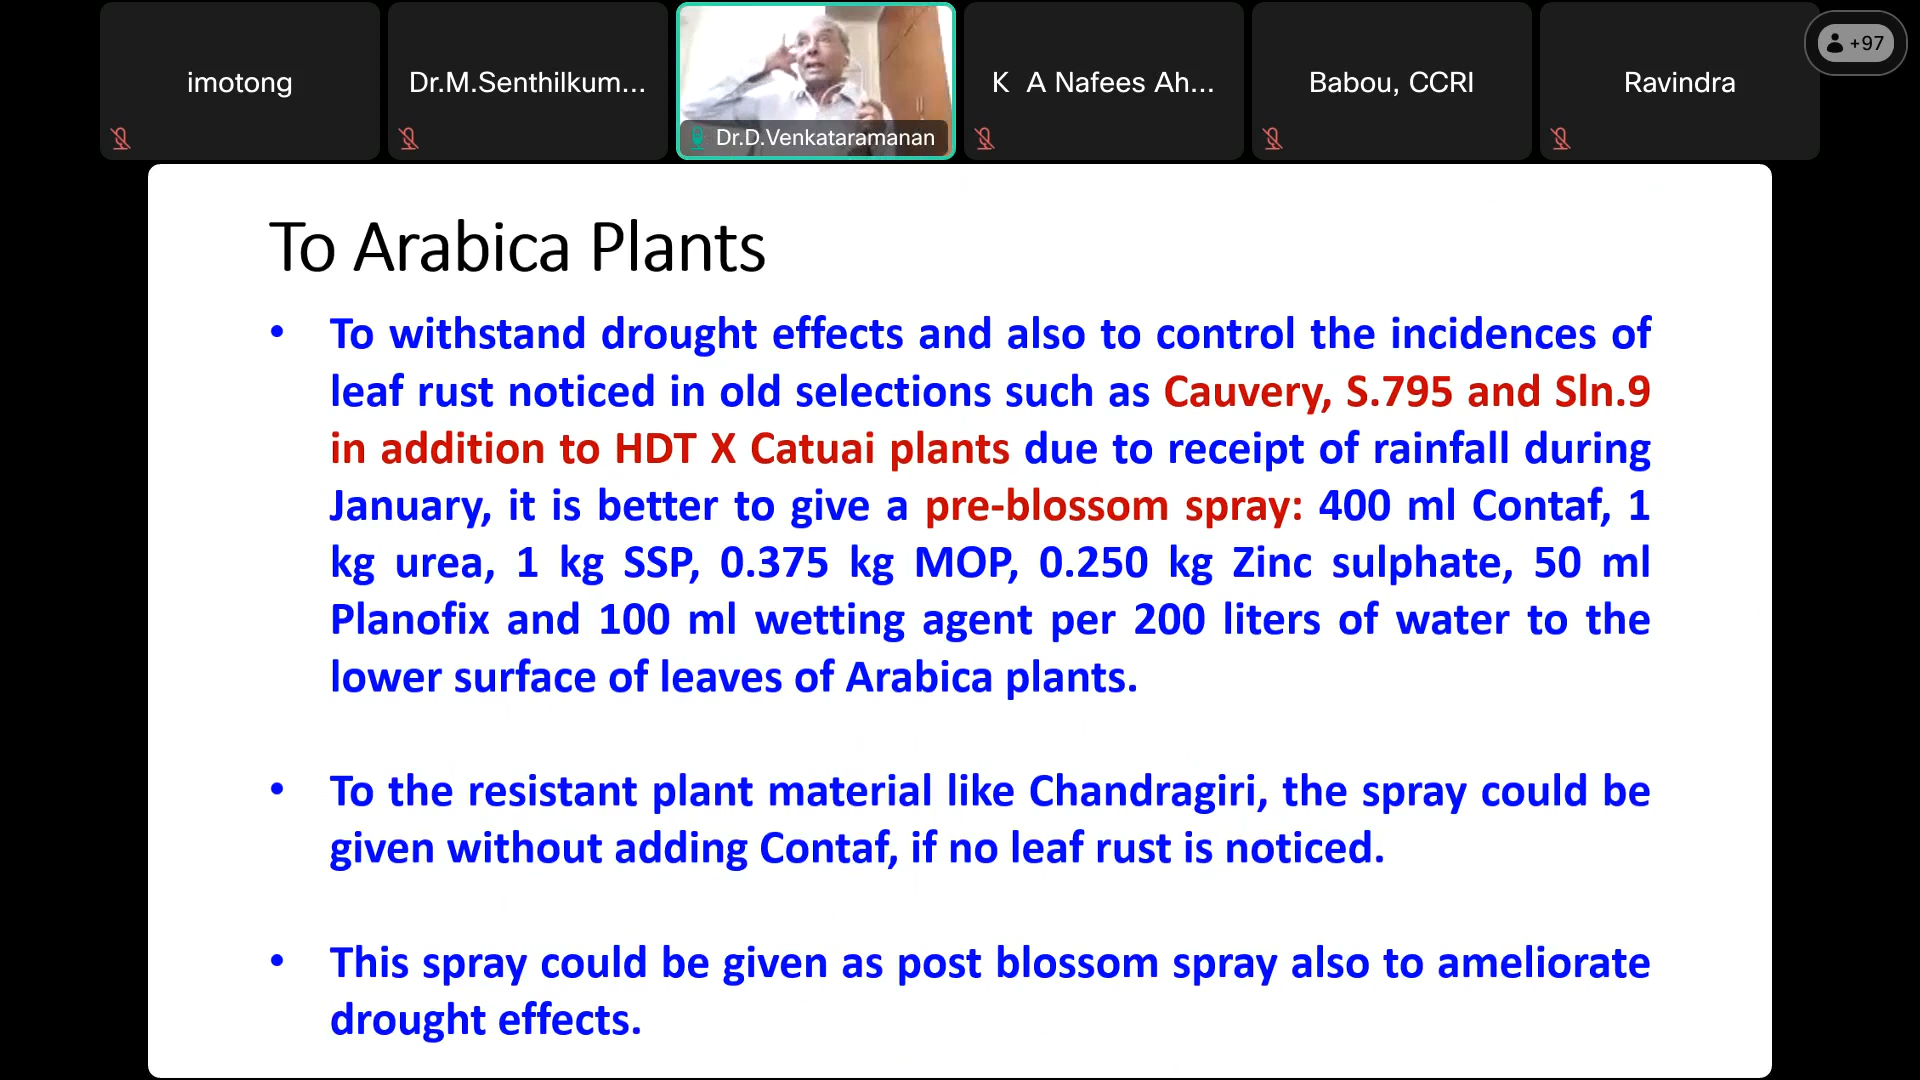 imotong
Dr.M.Senthilkum...
Dr.D.Venkataramanan
K A Nafees Ah...
Babou, CCRI
Ravindra
+97
To Arabica Plants
• To withstand drought effects and also to control the incidences of
leaf rust noticed in old selections such as Cauvery, S.795 and Sln.9
in addition to HDT X Catuai plants due to receipt of rainfall during
January, it is better to give a pre-blossom spray: 400 ml Contaf, 1
kg urea, 1 kg SSP, 0.375 kg MOP, 0.250 kg Zinc sulphate, 50 ml
Planofix and 100 ml wetting agent per 200 liters of water to the
lower surface of leaves of Arabica plants.
• To the resistant plant material like Chandragiri, the spray could be
given without adding Contaf, if no leaf rust is noticed.
• This spray could be given as post blossom spray also to ameliorate
drought effects.